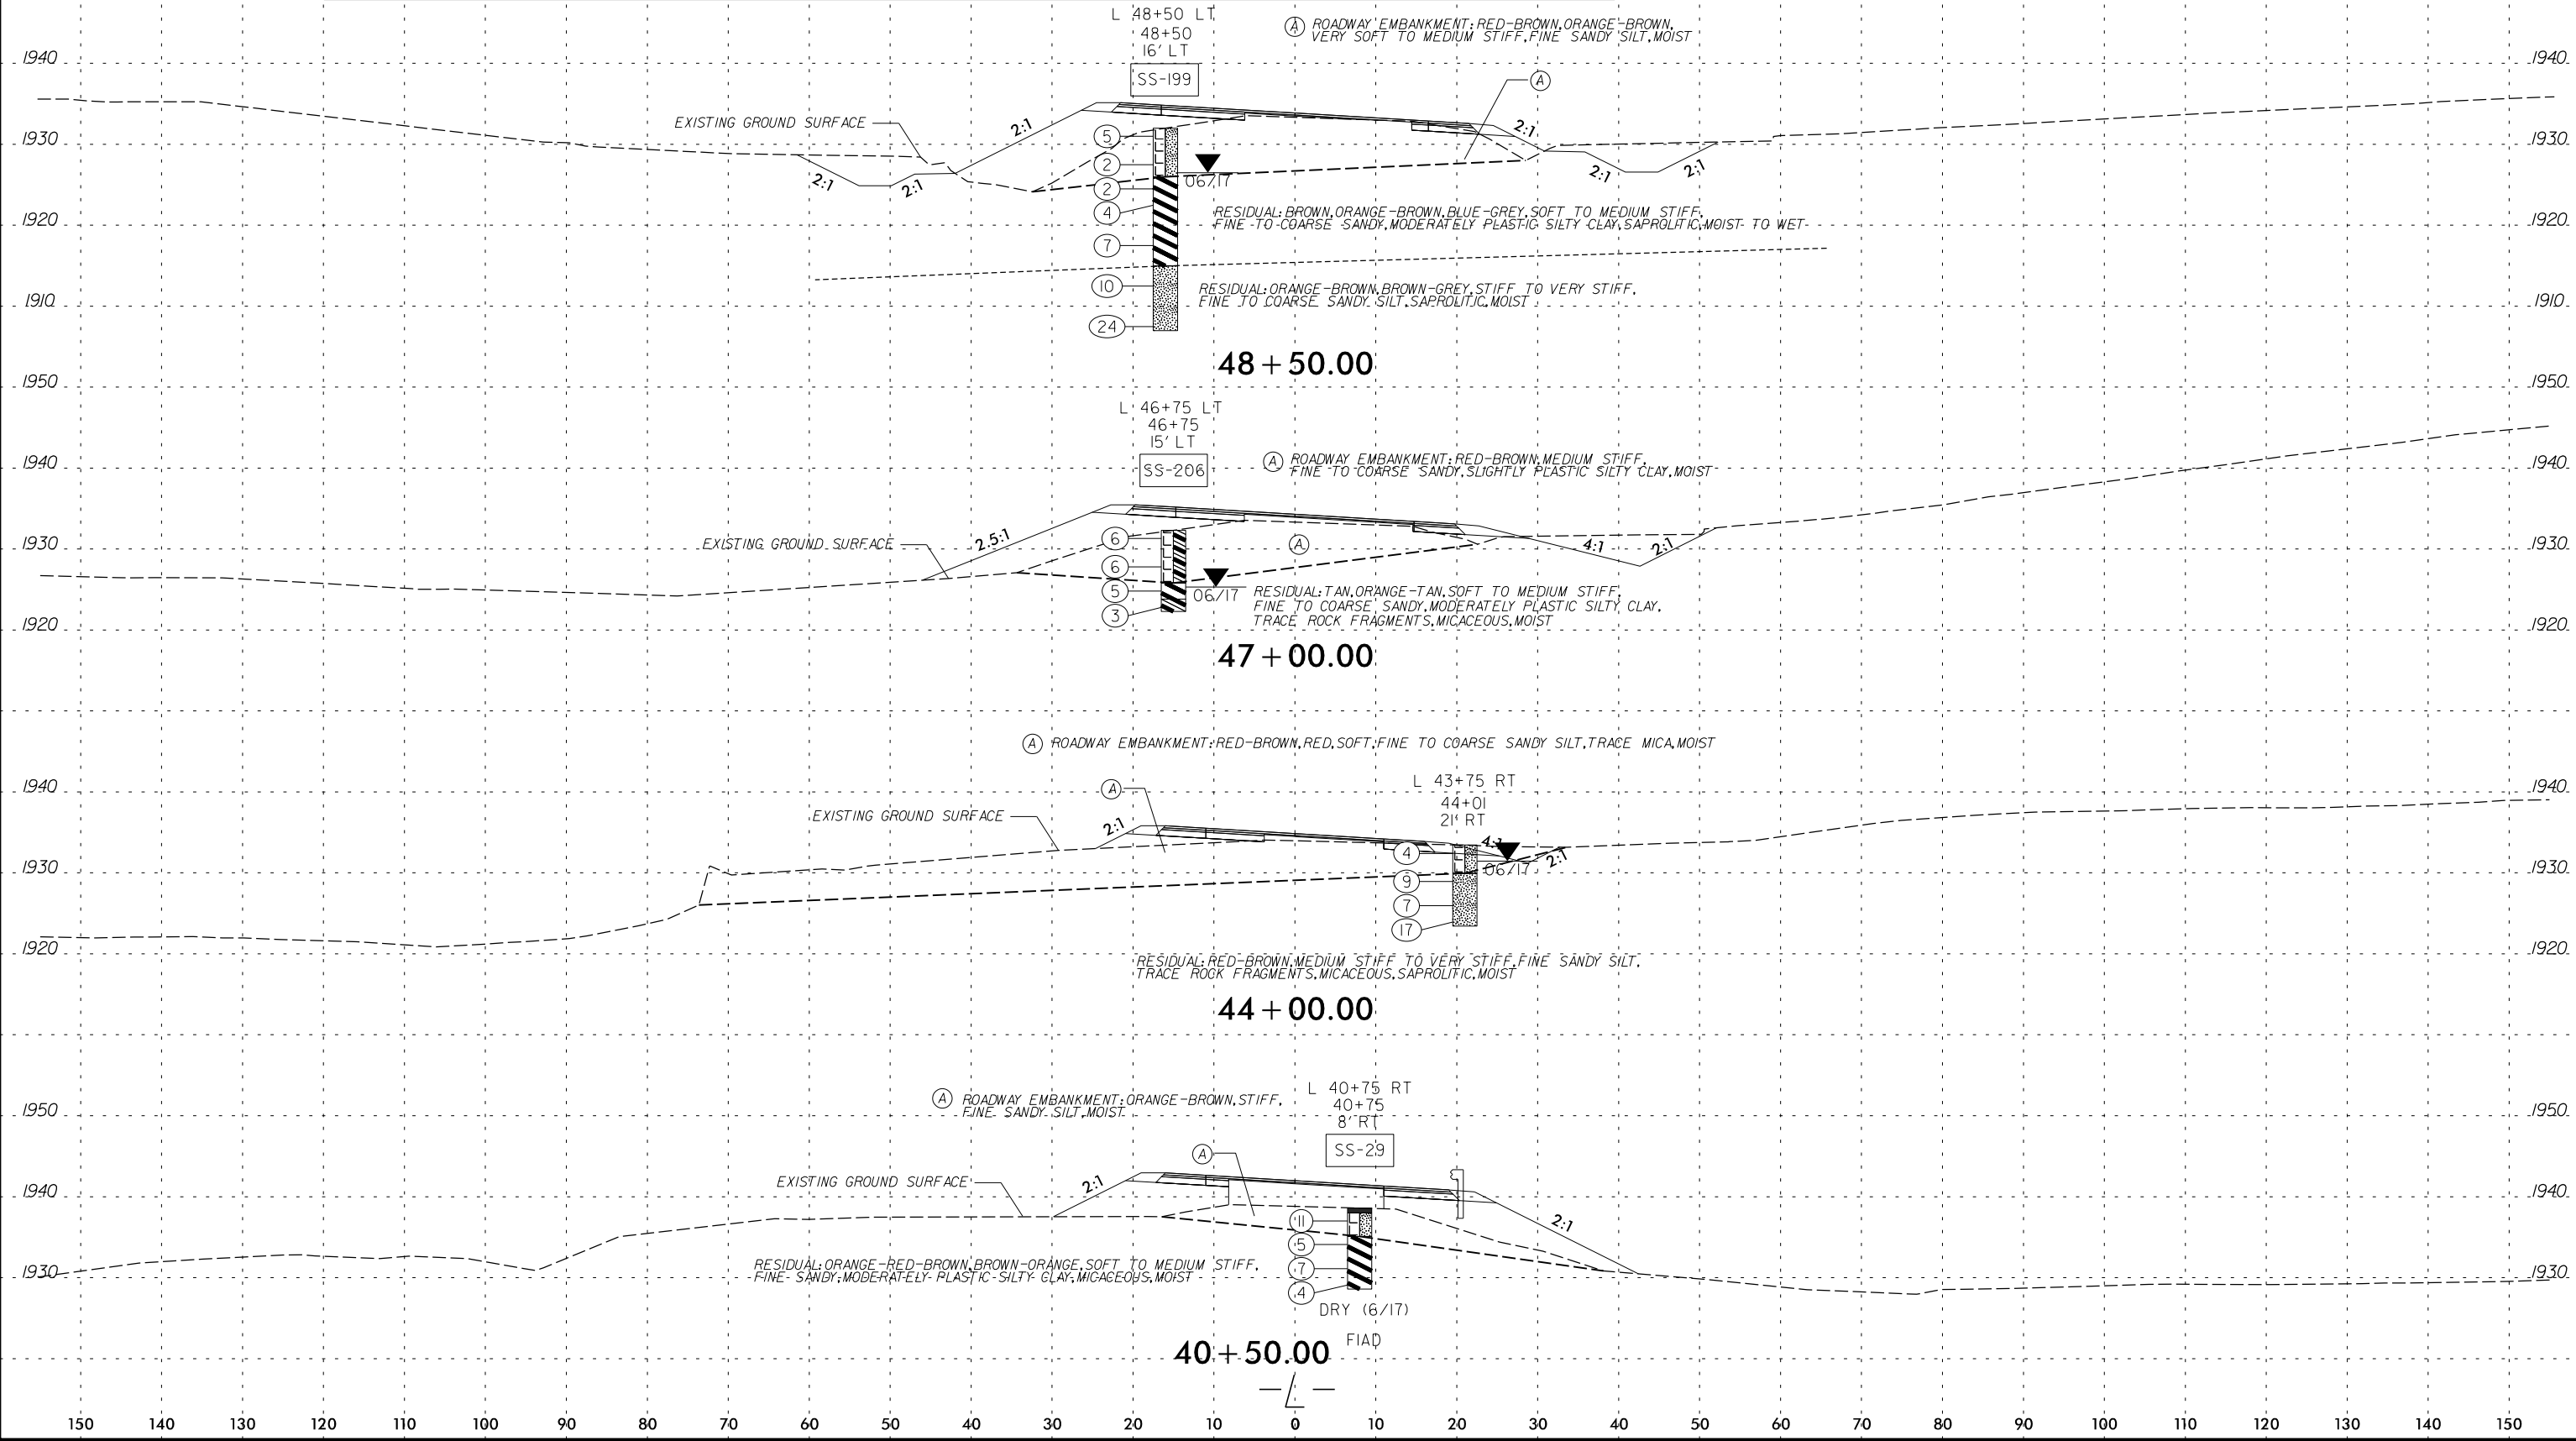 L 48+50 LT
48+50
16' LT
SS-199
Ⓐ ROADWAY EMBANKMENT: RED-BROWN, ORANGE-BROWN,
VERY SOFT TO MEDIUM STIFF, FINE SANDY SILT, MOIST
1940 1940
A
EXISTING GROUND SURFACE
2:1
2:1
1930 1930
5
2
2
4
7
10
24
2:1
2:1
2:1
2:1
06/17
1920 1920
RESIDUAL: BROWN, ORANGE-BROWN, BLUE-GREY, SOFT TO MEDIUM STIFF,
FINE TO COARSE SANDY, MODERATELY PLASTIC SILTY CLAY, SAPROLITIC, MOIST TO WET
RESIDUAL: ORANGE-BROWN, BROWN-GREY, STIFF TO VERY STIFF,
FINE TO COARSE SANDY SILT, SAPROLITIC, MOIST
1910 1910
48+50.00
1950 1950
L 46+75 LT
46+75
15' LT
SS-206
Ⓐ ROADWAY EMBANKMENT: RED-BROWN, MEDIUM STIFF,
FINE TO COARSE SANDY, SLIGHTLY PLASTIC SILTY CLAY, MOIST
1940 1940
EXISTING GROUND SURFACE
2.5:1
A
4:1
2:1
1930 1930
6
6
5
3
06/17
RESIDUAL: TAN, ORANGE-TAN, SOFT TO MEDIUM STIFF,
FINE TO COARSE SANDY, MODERATELY PLASTIC SILTY CLAY,
TRACE ROCK FRAGMENTS, MICACEOUS, MOIST
1920 1920
47+00.00
Ⓐ ROADWAY EMBANKMENT: RED-BROWN, RED, SOFT, FINE TO COARSE SANDY SILT, TRACE MICA, MOIST
L 43+75 RT
44+01
21' RT
1940 1940
A
EXISTING GROUND SURFACE
2:1
4:1
2:1
06/17
1930 1930
4
9
7
17
1920 1920
RESIDUAL: RED-BROWN, MEDIUM STIFF TO VERY STIFF, FINE SANDY SILT,
TRACE ROCK FRAGMENTS, MICACEOUS, SAPROLITIC, MOIST
44+00.00
L 40+75 RT
40+75
8' RT
SS-29
Ⓐ ROADWAY EMBANKMENT: ORANGE-BROWN, STIFF,
FINE SANDY SILT, MOIST
1950 1950
A
EXISTING GROUND SURFACE
2:1
2:1
1940 1940
11
5
7
4
RESIDUAL: ORANGE-RED-BROWN, BROWN-ORANGE, SOFT TO MEDIUM STIFF,
FINE SANDY, MODERATELY PLASTIC SILTY CLAY, MICACEOUS, MOIST
1930 1930
DRY (6/17)
FIAD
40+50.00
L
150 140 130 120 110 100 90 80 70 60 50 40 30 20 10 0 10 20 30 40 50 60 70 80 90 100 110 120 130 140 150